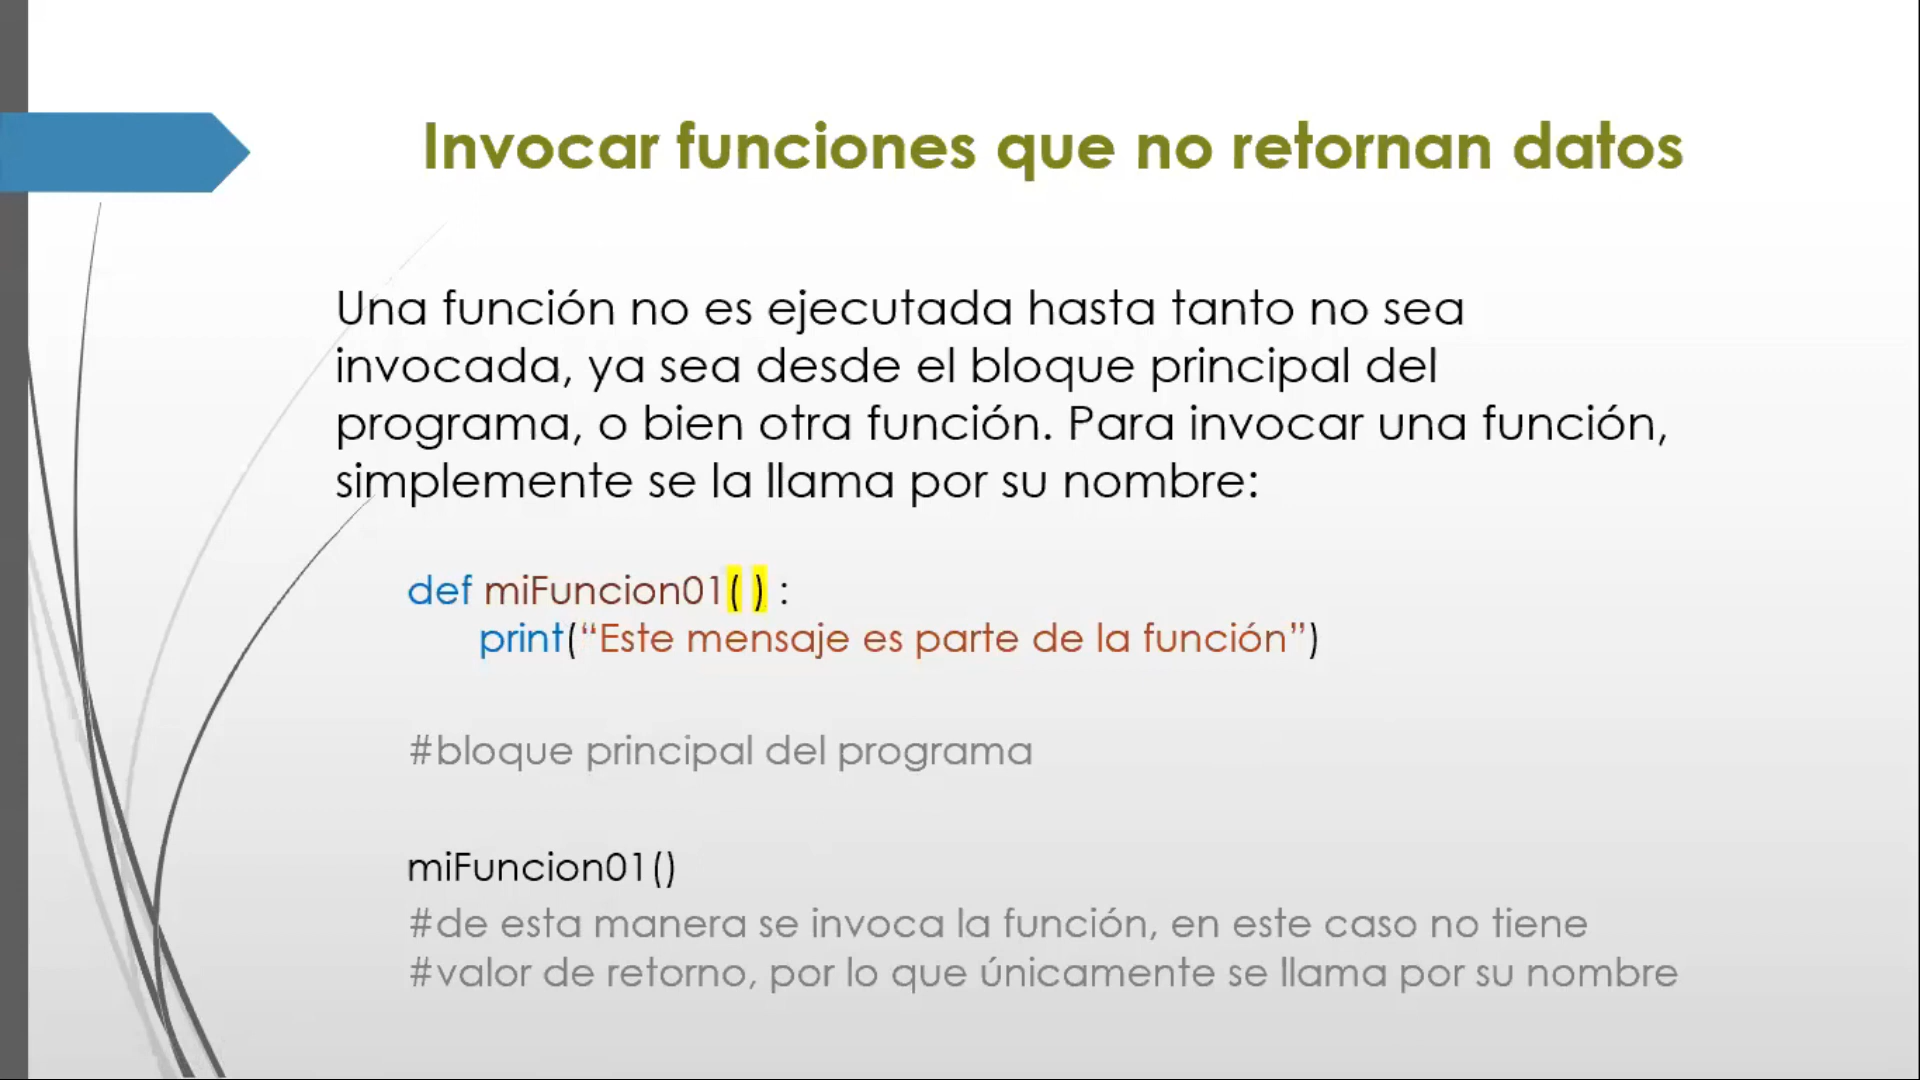 Invocar funciones que no retornan datos
Una función no es ejecutada hasta tanto no sea
invocada, ya sea desde el bloque principal del
programa, o bien otra función. Para invocar una función,
simplemente se la llama por su nombre:
def miFuncion01( ) :
print(“Este mensaje es parte de la función”)
#bloque principal del programa
miFuncion01()
#de esta manera se invoca la función, en este caso no tiene
#valor de retorno, por lo que únicamente se llama por su nombre